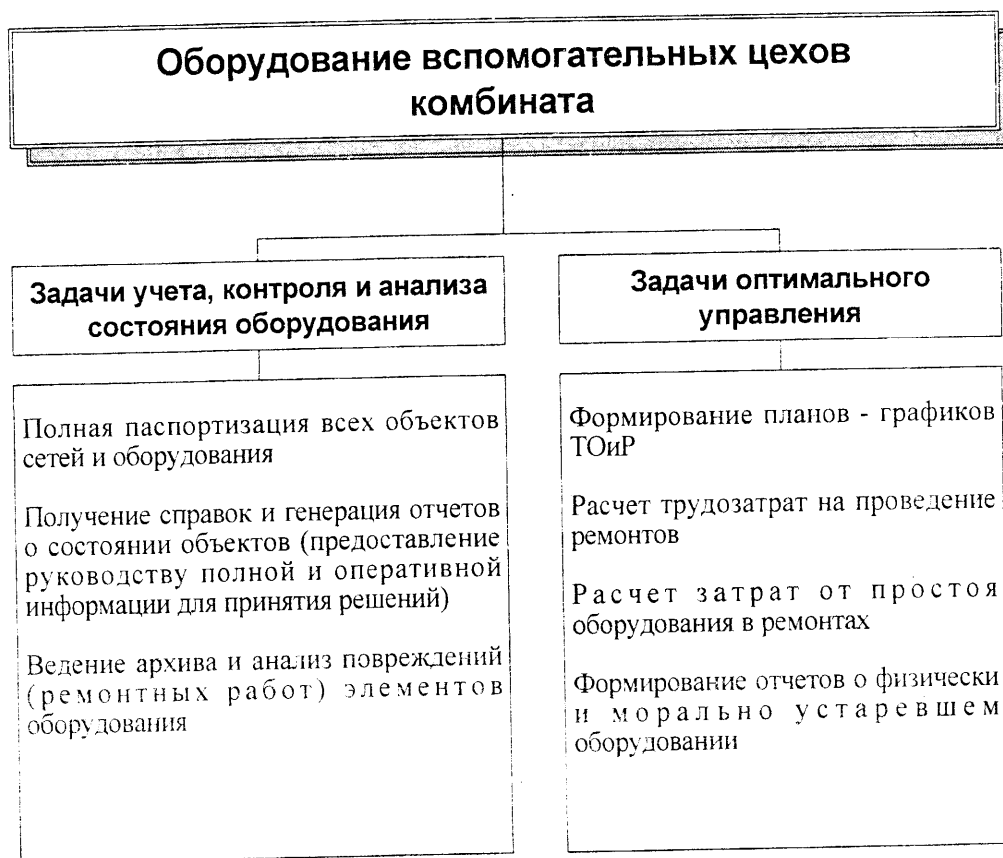 Оборудование вспомогательных цехов
комбината
Задачи учета, контроля и анализа
состояния оборудования
Задачи оптимального
управления
Полная паспортизация всех объектов
сетей и оборудования
Получение справок и генерация отчетов
о состоянии объектов (предоставление
руководству полной и оперативной
информации для принятия решений)
Ведение архива и анализ повреждений
(ремонтных работ) элементов
оборудования
Формирование планов - графиков
ТОиР
Расчет трудозатрат на проведение
ремонтов
Расчет затрат от простоя
оборудования в ремонтах
Формирование отчетов о физически
и морально устаревшем
оборудовании